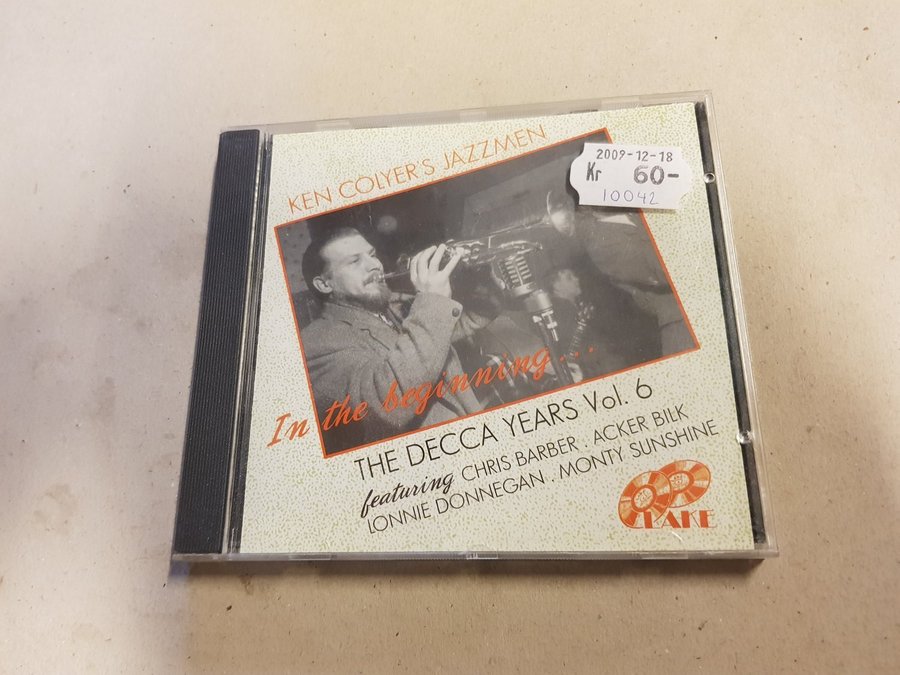 KEN COLYER'S JAZZMEN
2009-12-18
Kr 60-
10042
In the beginning...
THE DECCA YEARS Vol. 6
featuring CHRIS BARBER . ACKER BILK
LONNIE DONNEGAN . MONTY SUNSHINE
LAKE